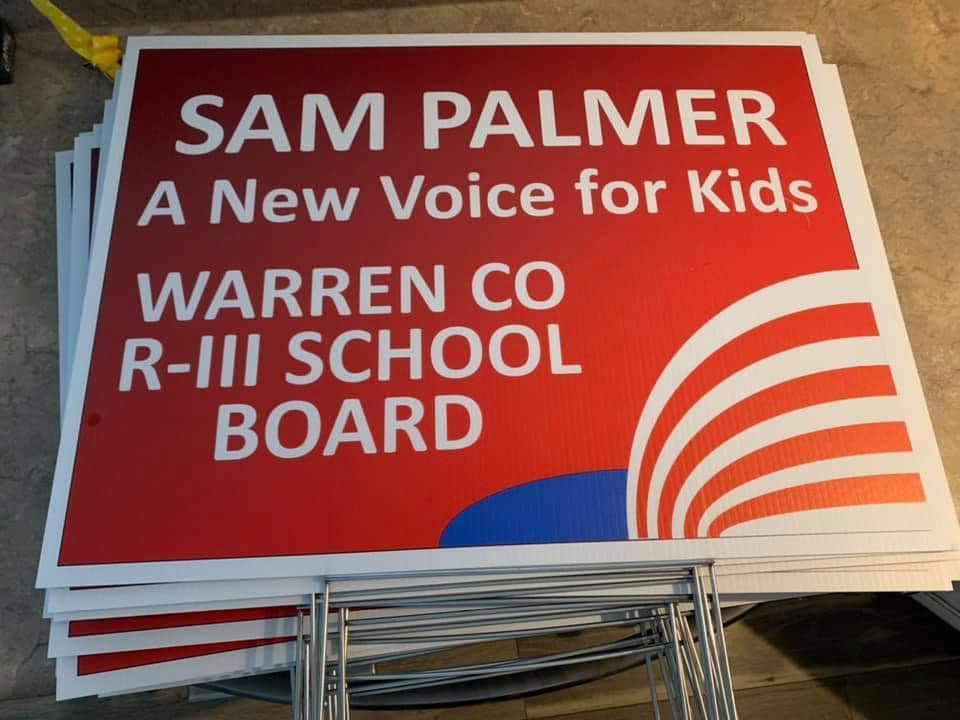 SAM PALMER
A New Voice for Kids
WARREN CO
R-III SCHOOL
BOARD